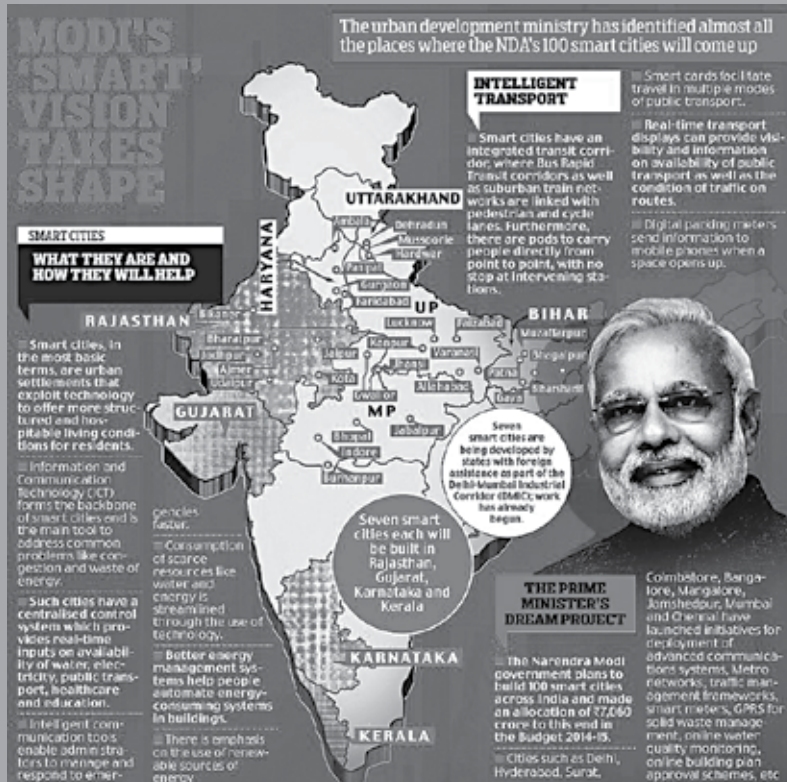 MODI'S
'SMART'
VISION
TAKES
SHAPE
The urban development ministry has identified almost all
the places where the NDA's 100 smart cities will come up
SMART CITIES
WHAT THEY ARE AND
HOW THEY WILL HELP
Smart cities, in
the most basic
terms, are urban
settlements that
exploit technology
to offer more struc-
tured and hos-
pitable living condi-
tions for residents.
Information and
Communication
Technology (ICT)
forms the backbone
of smart cities and is
the main tool to
address common
problems like con-
gestion and waste of
energy.
Such cities have a
centralised control
system which pro-
vides real-time
inputs on availabil-
ity of water, elec-
tricity, public trans-
port, healthcare
and education.
Intelligent com-
munication tools
enable administra-
tors to manage and
respond to emer-
gencies
faster.
Consumption
of scarce
resources like
water and
energy is
streamlined
through the use of
technology.
Better energy
management sys-
tems help people
automate energy-
consuming systems
in buildings.
There is emphasis
on the use of renew-
able sources of
energy
INTELLIGENT
TRANSPORT
Smart cities have an
integrated transit corri-
dor, where Bus Rapid
Transit corridors as well
as suburban train net-
works are linked with
pedestrian and cycle
lanes. Furthermore,
there are pods to carry
people directly from
point to point, with no
stop at intervening sta-
tions.
Smart cards facilitate
travel in multiple modes
of public transport.
Real-time transport
displays can provide visi-
bility and information
on availability of public
transport as well as the
condition of traffic on
routes.
Digital parking meters
send information to
mobile phones when a
space opens up.
UTTARAKHAND
Ambala
Dehradun
Mussoorie
Hardwar
HARYANA
Panipat
Gurgaon
Faridabad
RAJASTHAN
Bikaner
Bharatpur
Jodhpur
Ajmer
Udaipur
Jaipur
Kota
UP
Lucknow
Faizabad
Kanpur
Varanasi
Jhansi
Allahabad
BIHAR
Muzaffarpur
Patna
Gaya
GUJARAT
MP
Gwalior
Bhopal
Indore
Jabalpur
Burhanpur
Seven
smart cities are
being developed by
states with foreign
assistance as part of the
Delhi-Mumbai Industrial
Corridor (DMIC); work
has already
begun.
Seven smart
cities each will
be built in
Rajasthan,
Gujarat,
Karnataka and
Kerala
KARNATAKA
KERALA
THE PRIME
MINISTER'S
DREAM PROJECT
The Narendra Modi
government plans to
build 100 smart cities
across India and made
an allocation of ₹7,060
crore to this end in
the Budget 2014-15.
Cities such as Delhi,
Hyderabad, Surat,
Coimbatore, Banga-
lore, Mangalore,
Jamshedpur, Mumbai
and Chennai have
launched initiatives for
deployment of
advanced communica-
tions systems, Metro
networks, traffic man-
agement frameworks,
smart meters, GPRS for
solid waste manage-
ment, online water
quality monitoring,
online building plan
approval schemes, etc